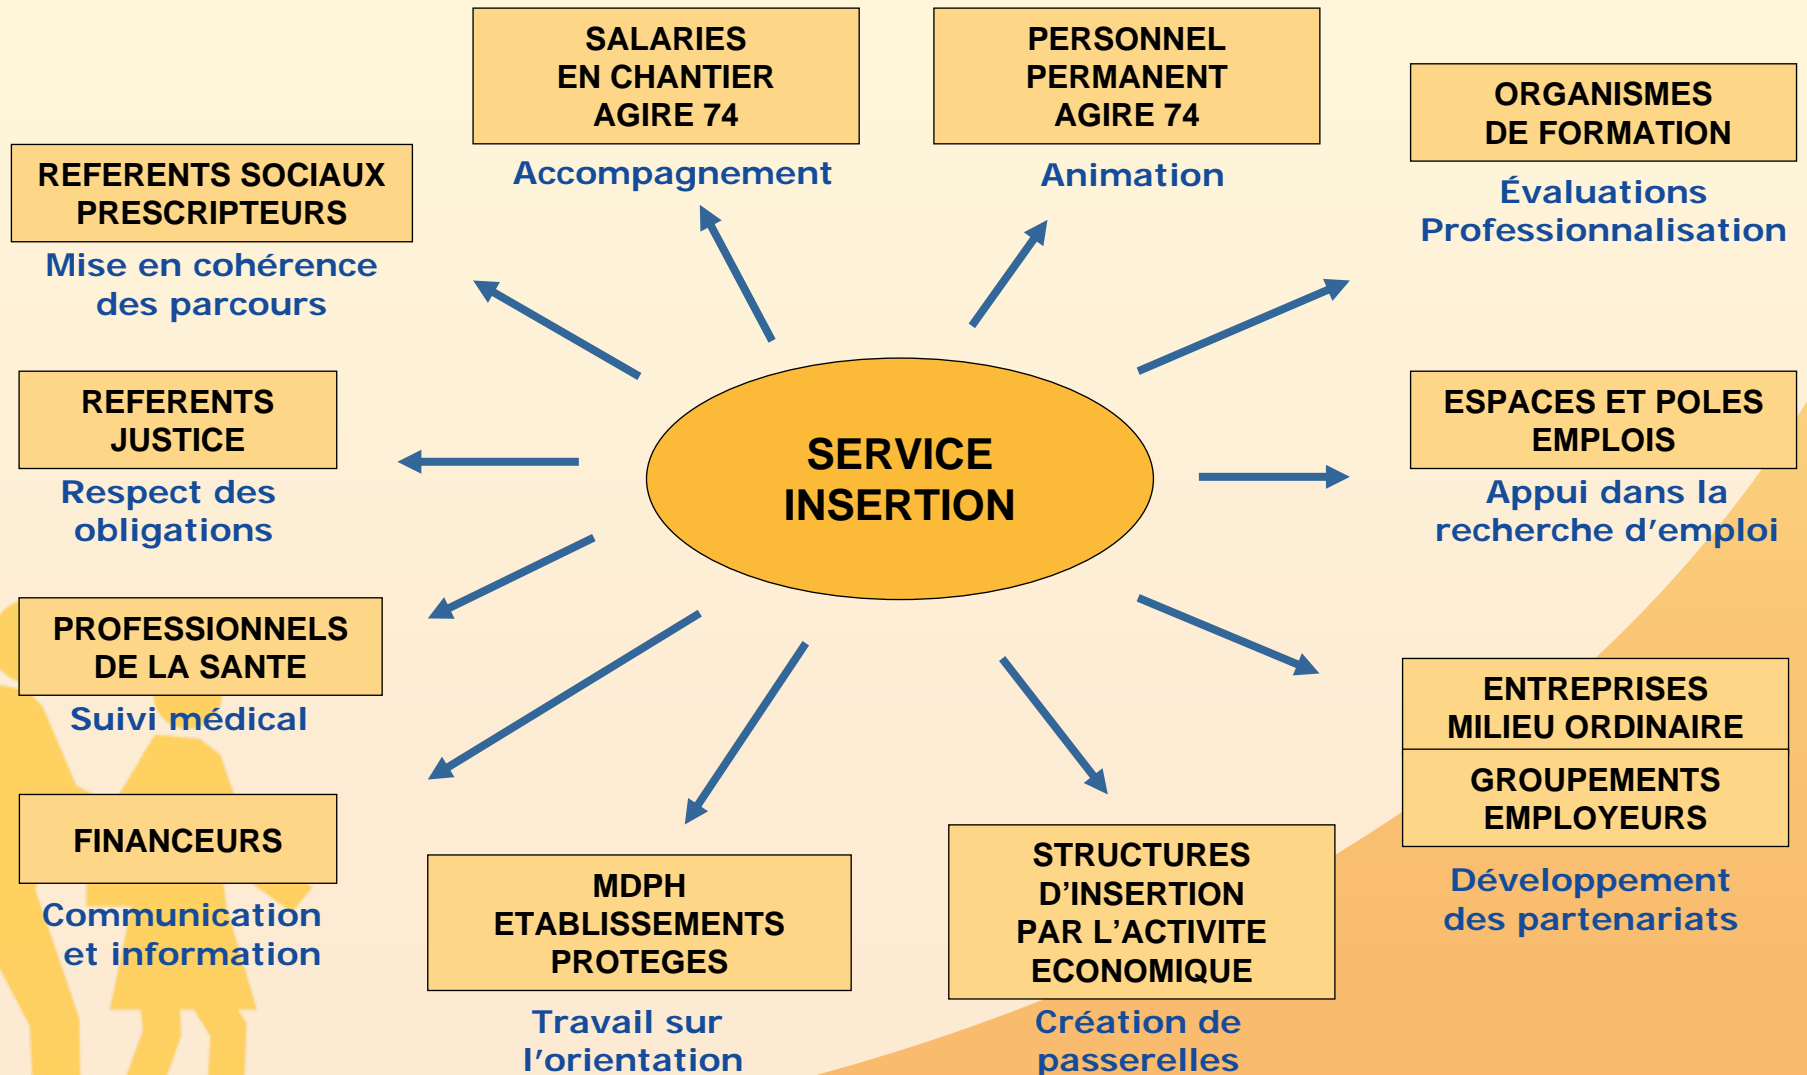 SALARIES
EN CHANTIER
AGIRE 74
Accompagnement
PERSONNEL
PERMANENT
AGIRE 74
Animation
ORGANISMES
DE FORMATION
Évaluations
Professionnalisation
REFERENTS SOCIAUX
PRESCRIPTEURS
Mise en cohérence
des parcours
REFERENTS
JUSTICE
Respect des
obligations
SERVICE
INSERTION
ESPACES ET POLES
EMPLOIS
Appui dans la
recherche d’emploi
PROFESSIONNELS
DE LA SANTE
Suivi médical
ENTREPRISES
MILIEU ORDINAIRE
GROUPEMENTS
EMPLOYEURS
Développement
des partenariats
FINANCEURS
Communication
et information
MDPH
ETABLISSEMENTS
PROTEGES
Travail sur
l’orientation
STRUCTURES
D’INSERTION
PAR L’ACTIVITE
ECONOMIQUE
Création de
passerelles